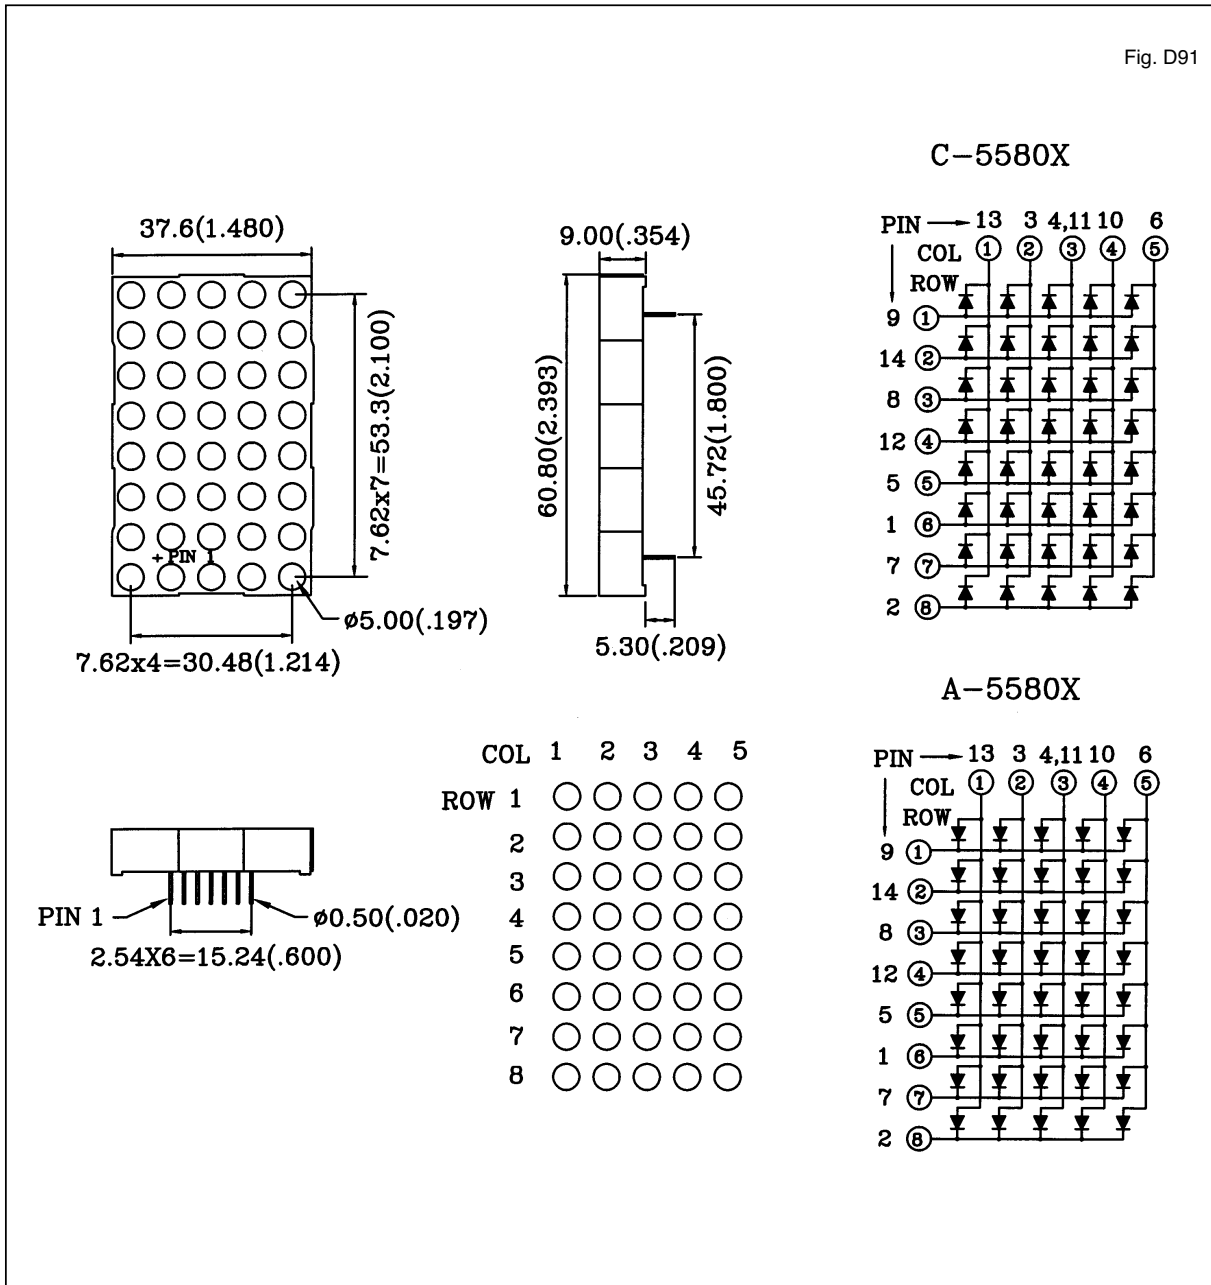 Fig. D91
37.6(1.480)
7.62x7=53.3(2.100)
+ PIN 1
ø5.00(.197)
7.62x4=30.48(1.214)
9.00(.354)
60.80(2.393)
45.72(1.800)
5.30(.209)
C-5580X
PIN 13 3 4,11 10 6
COL 1 2 3 4 5
ROW
9 1
14 2
8 3
12 4
5 5
1 6
7 7
2 8
PIN 1
ø0.50(.020)
2.54X6=15.24(.600)
COL 1 2 3 4 5
ROW 1
2
3
4
5
6
7
8
A-5580X
PIN 13 3 4,11 10 6
COL 1 2 3 4 5
ROW
9 1
14 2
8 3
12 4
5 5
1 6
7 7
2 8